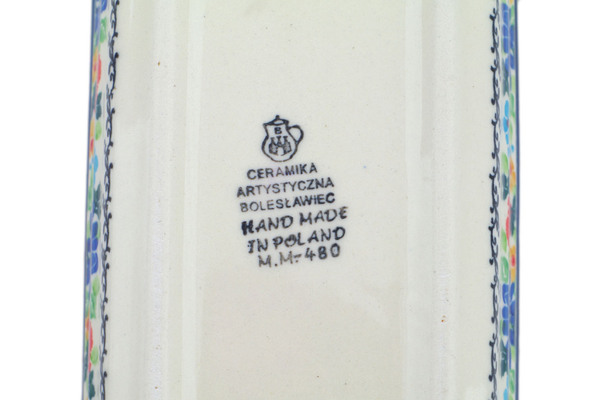 B
CERAMIKA
ARTYSTYCZNA
BOLESŁAWIEC
HAND MADE
IN POLAND
M.M.-480